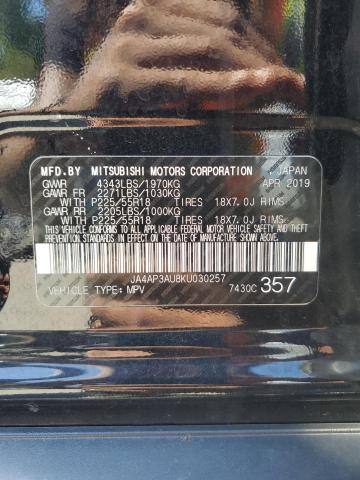 MFD.BY MITSUBISHI MOTORS CORPORATION , JAPAN
GVWR 4343LBS/1970KG APR 2019
GAWR FR 2271LBS/1030KG
WITH P225/55R18 TIRES 18X7.0J RIMS
GAWR RR 2205LBS/1000KG
WITH P225/55R18 TIRES 18X7.0J RIMS
THIS VEHICLE CONFORMS TO ALL APPLICABLE FEDERAL
MOTOR VEHICLE SAFETY, BUMPER, AND THEFT PREVENTION
STANDARDS IN EFFECT ON THE DATE OF MANUFACTURE
SHOWN ABOVE.
JA4AP3AU8KU030257
VEHICLE TYPE: MPV 7430C 357